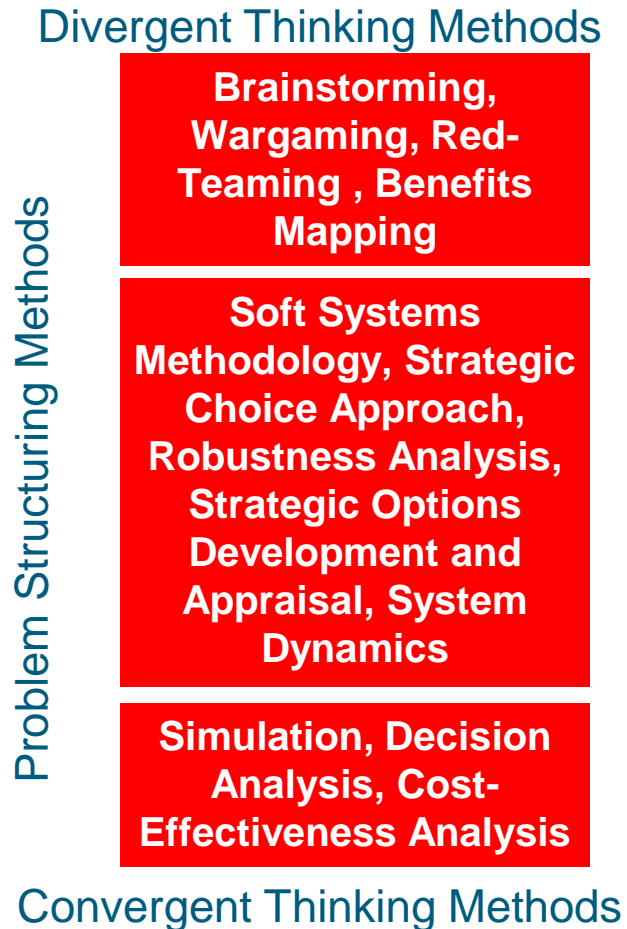 Divergent Thinking Methods
Brainstorming,
Wargaming, Red-
Teaming , Benefits
Mapping
Problem Structuring Methods
Soft Systems
Methodology, Strategic
Choice Approach,
Robustness Analysis,
Strategic Options
Development and
Appraisal, System
Dynamics
Simulation, Decision
Analysis, Cost-
Effectiveness Analysis
Convergent Thinking Methods